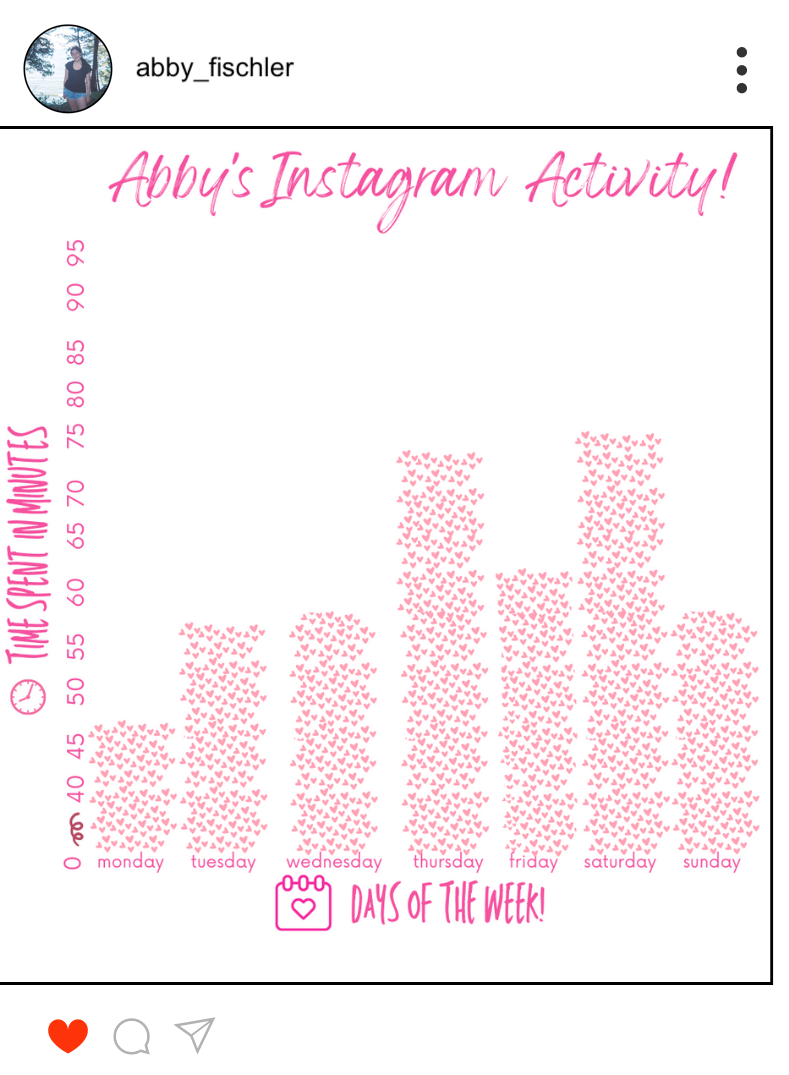 abby_fischler
Abby's Instagram Activity!
95
90
85
80
75
70
65
60
55
50
45
40
0
TIME SPENT IN MINUTES
monday tuesday wednesday thursday friday saturday sunday
DAYS OF THE WEEK!